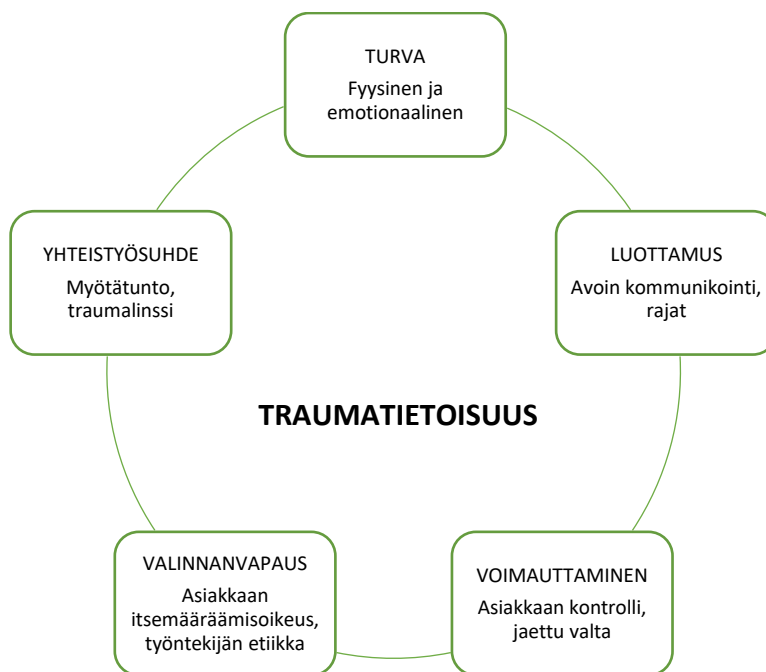 TURVA
Fyysinen ja
emotionaalinen
YHTEISTYÖSUHDE
Myötätunto,
traumalinssi
LUOTTAMUS
Avoin kommunikointi,
rajat
TRAUMATIETOISUUS
VALINNANVAPAUS
Asiakkaan
itsemääräämisoikeus,
työntekijän etiikka
VOIMAUTTAMINEN
Asiakkaan kontrolli,
jaettu valta